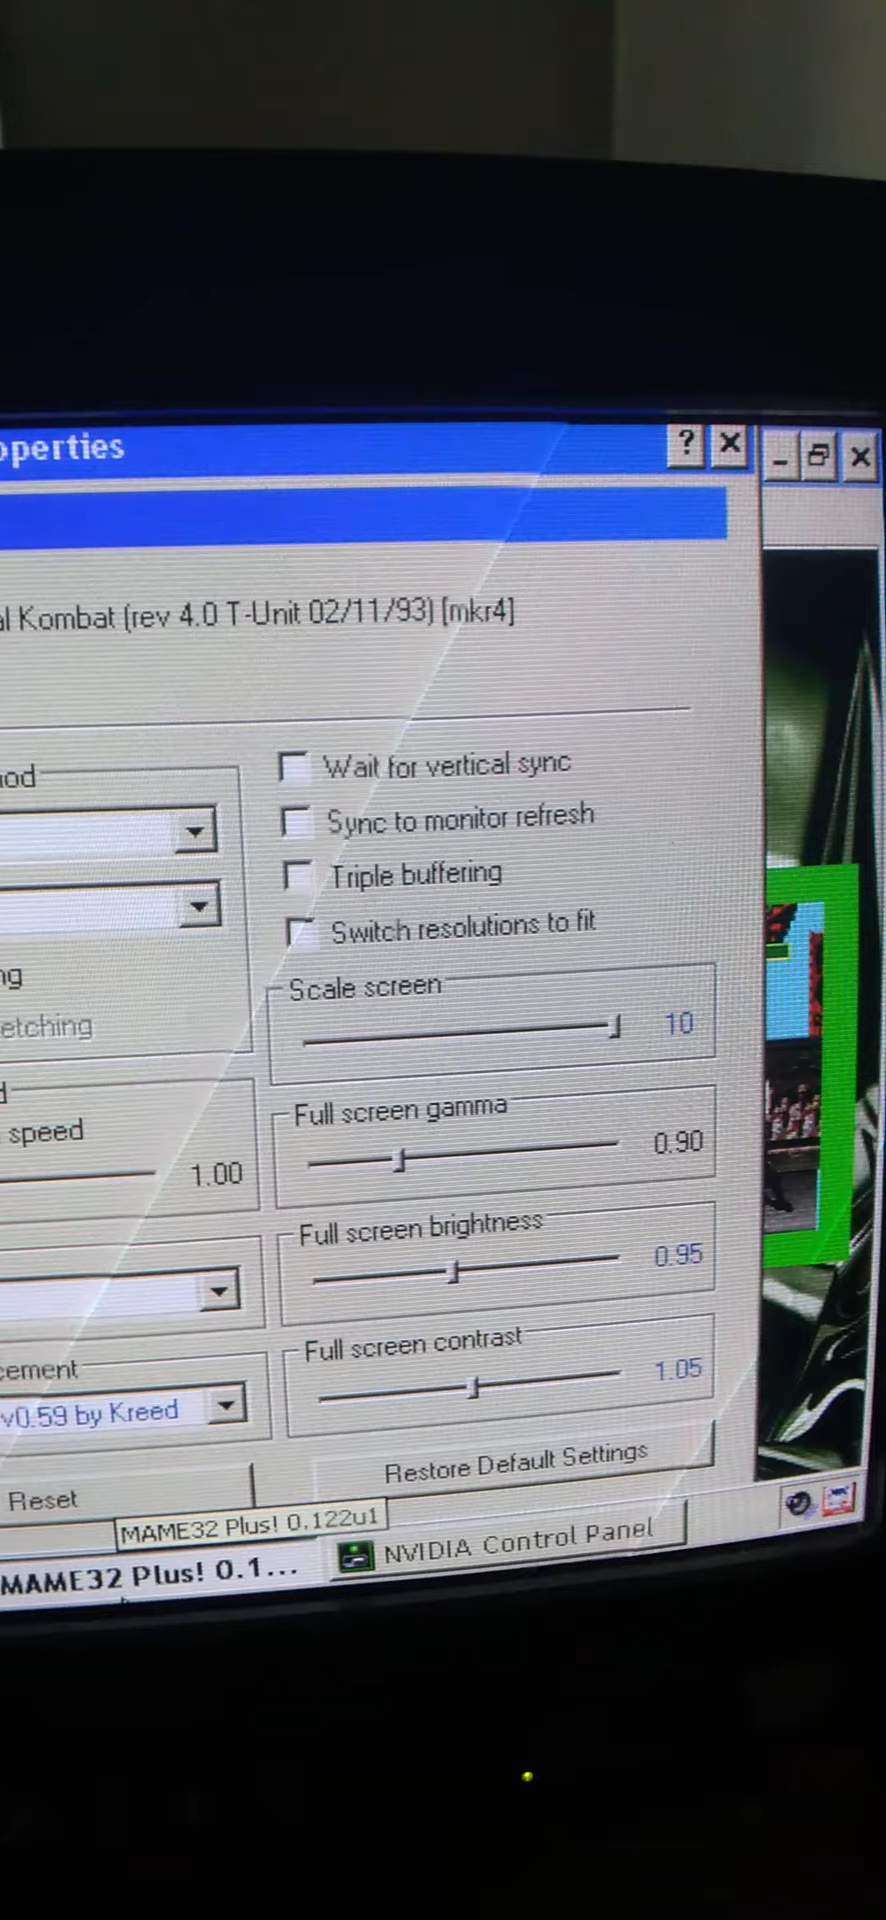 operties
? X
al Kombat (rev 4.0 T-Unit 02/11/93) [mkr4]
hod
Wait for vertical sync
Sync to monitor refresh
Triple buffering
Switch resolutions to fit
ng
etching
Scale screen
10
speed
1.00
Full screen gamma
0.90
Full screen brightness
0.95
cement
v0.59 by Kreed
Full screen contrast
1.05
Reset
Restore Default Settings
MAME32 Plus! 0.122u1
MAME32 Plus! 0.1...
NVIDIA Control Panel